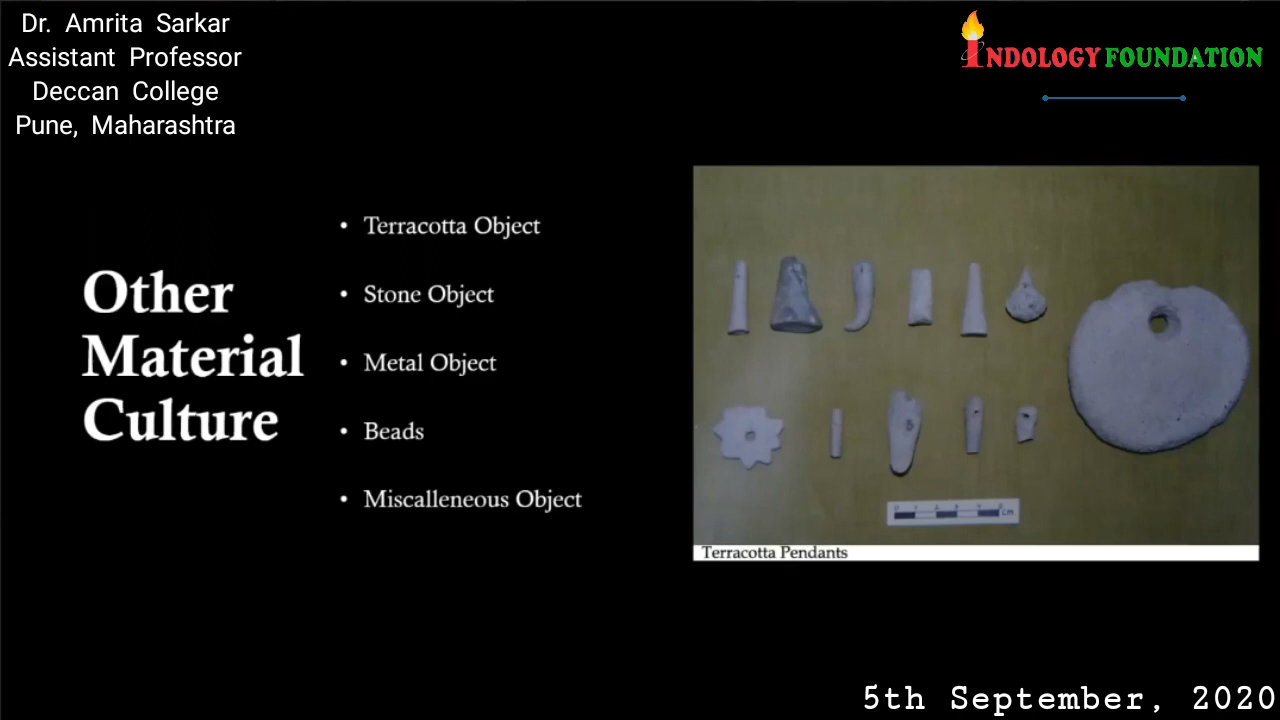 Dr. Amrita Sarkar
Assistant Professor
Deccan College
Pune, Maharashtra
INDOLOGY FOUNDATION
Other
Material
Culture
• Terracotta Object
• Stone Object
• Metal Object
• Beads
• Miscalleneous Object
CM
Terracotta Pendants
5th September, 2020